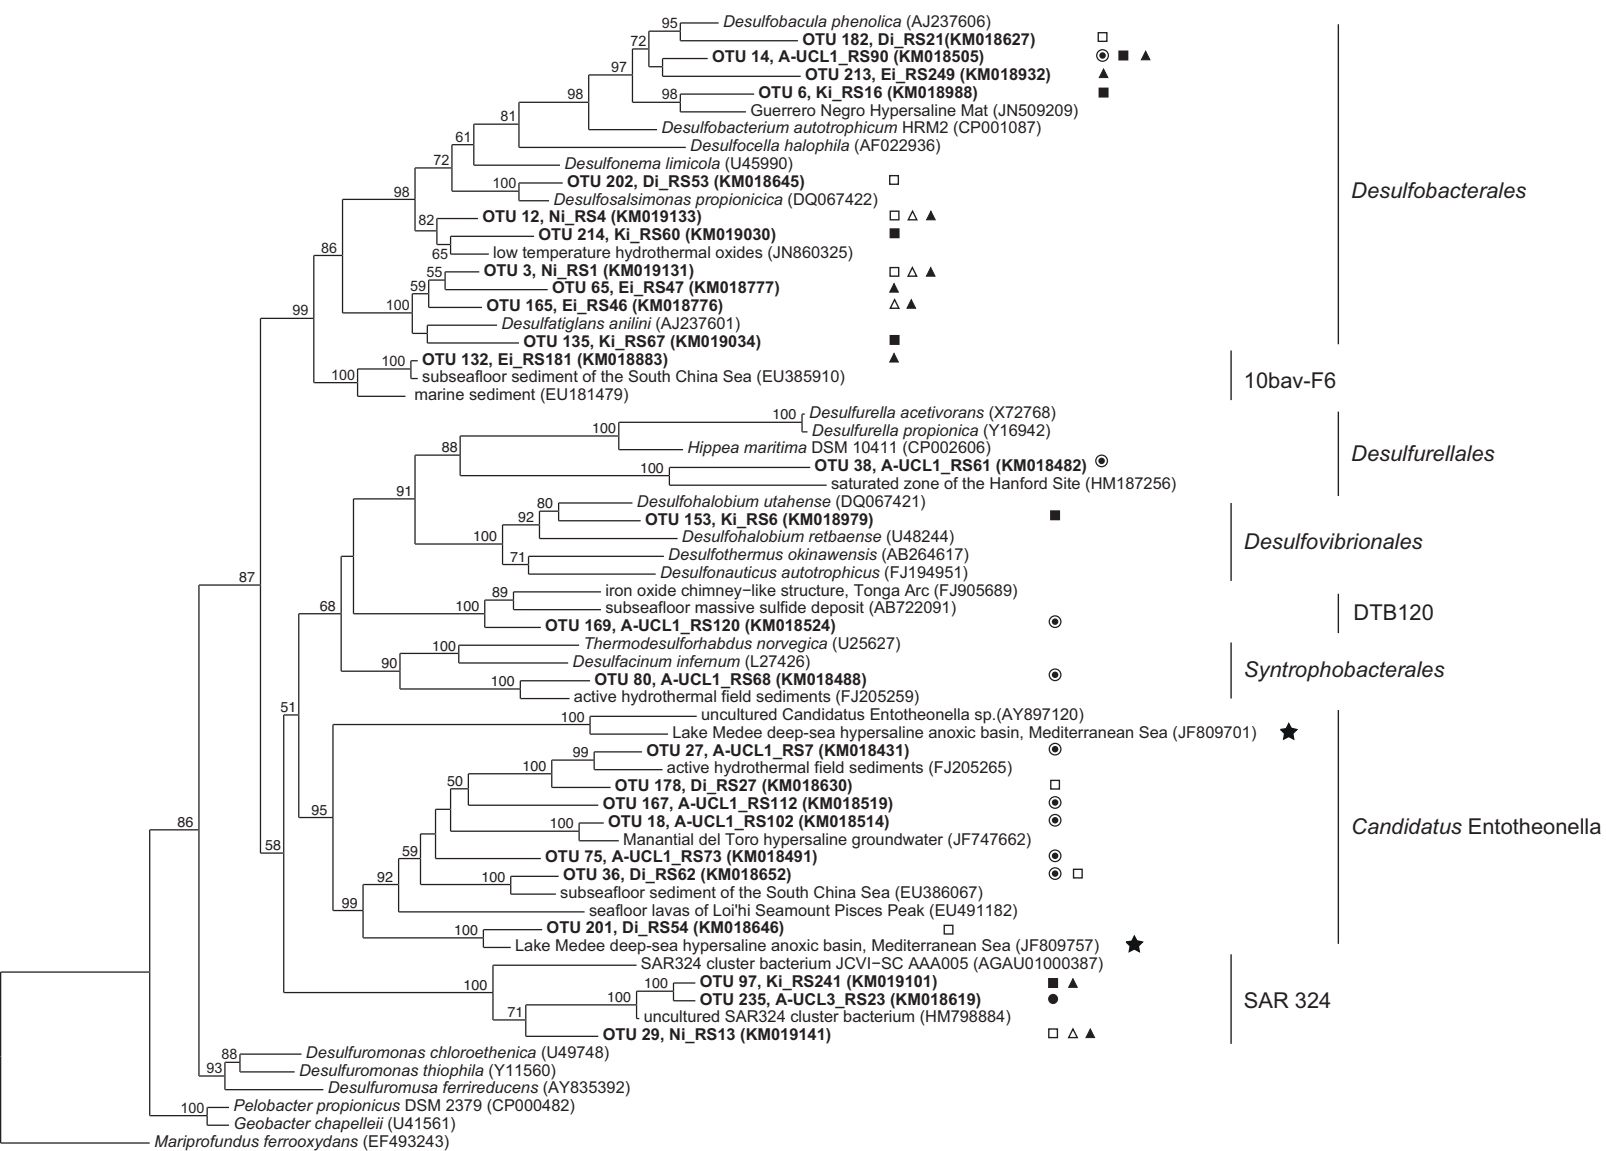 95 Desulfobacula phenolica (AJ237606)
OTU 182, Di_RS21(KM018627) □
72 OTU 14, A-UCL1_RS90 (KM018505) ◉ ■ ▲
97 OTU 213, Ei_RS249 (KM018932) ▲
98 98 OTU 6, Ki_RS16 (KM018988) ■
Guerrero Negro Hypersaline Mat (JN509209)
81 Desulfobacterium autotrophicum HRM2 (CP001087)
61 Desulfocella halophila (AF022936)
72 Desulfonema limicola (U45990)
100 OTU 202, Di_RS53 (KM018645) □
98 Desulfosalsimonas propionicica (DQ067422)
Desulfobacterales
82 OTU 12, Ni_RS4 (KM019133) □ △ ▲
OTU 214, Ki_RS60 (KM019030) ■
86 65 low temperature hydrothermal oxides (JN860325)
55 OTU 3, Ni_RS1 (KM019131) □ △ ▲
59 OTU 65, Ei_RS47 (KM018777) ▲
99 100 OTU 165, Ei_RS46 (KM018776) △ ▲
Desulfatiglans anilini (AJ237601)
OTU 135, Ki_RS67 (KM019034) ■
100 OTU 132, Ei_RS181 (KM018883) ▲
100 subseafloor sediment of the South China Sea (EU385910)
10bav-F6
marine sediment (EU181479)
100 Desulfurella acetivorans (X72768)
100 Desulfurella propionica (Y16942)
88 Hippea maritima DSM 10411 (CP002606)
Desulfurellales
100 OTU 38, A-UCL1_RS61 (KM018482) ◉
saturated zone of the Hanford Site (HM187256)
91 80 Desulfohalobium utahense (DQ067421)
92 OTU 153, Ki_RS6 (KM018979) ■
100 Desulfohalobium retbaense (U48244)
Desulfovibrionales
71 Desulfothermus okinawensis (AB264617)
Desulfonauticus autotrophicus (FJ194951)
87 89 iron oxide chimney−like structure, Tonga Arc (FJ905689)
68 100 subseafloor massive sulfide deposit (AB722091)
DTB120
OTU 169, A-UCL1_RS120 (KM018524) ◉
100 Thermodesulforhabdus norvegica (U25627)
90 Desulfacinum infernum (L27426)
Syntrophobacterales
100 OTU 80, A-UCL1_RS68 (KM018488) ◉
active hydrothermal field sediments (FJ205259)
51 100 uncultured Candidatus Entotheonella sp.(AY897120)
Lake Medee deep-sea hypersaline anoxic basin, Mediterranean Sea (JF809701) ★
99 OTU 27, A-UCL1_RS7 (KM018431) ◉
100 active hydrothermal field sediments (FJ205265)
50 OTU 178, Di_RS27 (KM018630) □
95 OTU 167, A-UCL1_RS112 (KM018519) ◉
86 100 OTU 18, A-UCL1_RS102 (KM018514) ◉
Candidatus Entotheonella
Manantial del Toro hypersaline groundwater (JF747662)
58 59 OTU 75, A-UCL1_RS73 (KM018491) ◉
92 100 OTU 36, Di_RS62 (KM018652) ◉ □
subseafloor sediment of the South China Sea (EU386067)
99 seafloor lavas of Loi'hi Seamount Pisces Peak (EU491182)
100 OTU 201, Di_RS54 (KM018646) □
Lake Medee deep-sea hypersaline anoxic basin, Mediterranean Sea (JF809757) ★
SAR324 cluster bacterium JCVI−SC AAA005 (AGAU01000387)
100 100 OTU 97, Ki_RS241 (KM019101) ■ ▲
100 OTU 235, A-UCL3_RS23 (KM018619) ●
SAR 324
71 uncultured SAR324 cluster bacterium (HM798884)
OTU 29, Ni_RS13 (KM019141) □ △ ▲
88 Desulfuromonas chloroethenica (U49748)
93 Desulfuromonas thiophila (Y11560)
Desulfuromusa ferrireducens (AY835392)
100 Pelobacter propionicus DSM 2379 (CP000482)
Geobacter chapelleii (U41561)
Mariprofundus ferrooxydans (EF493243)